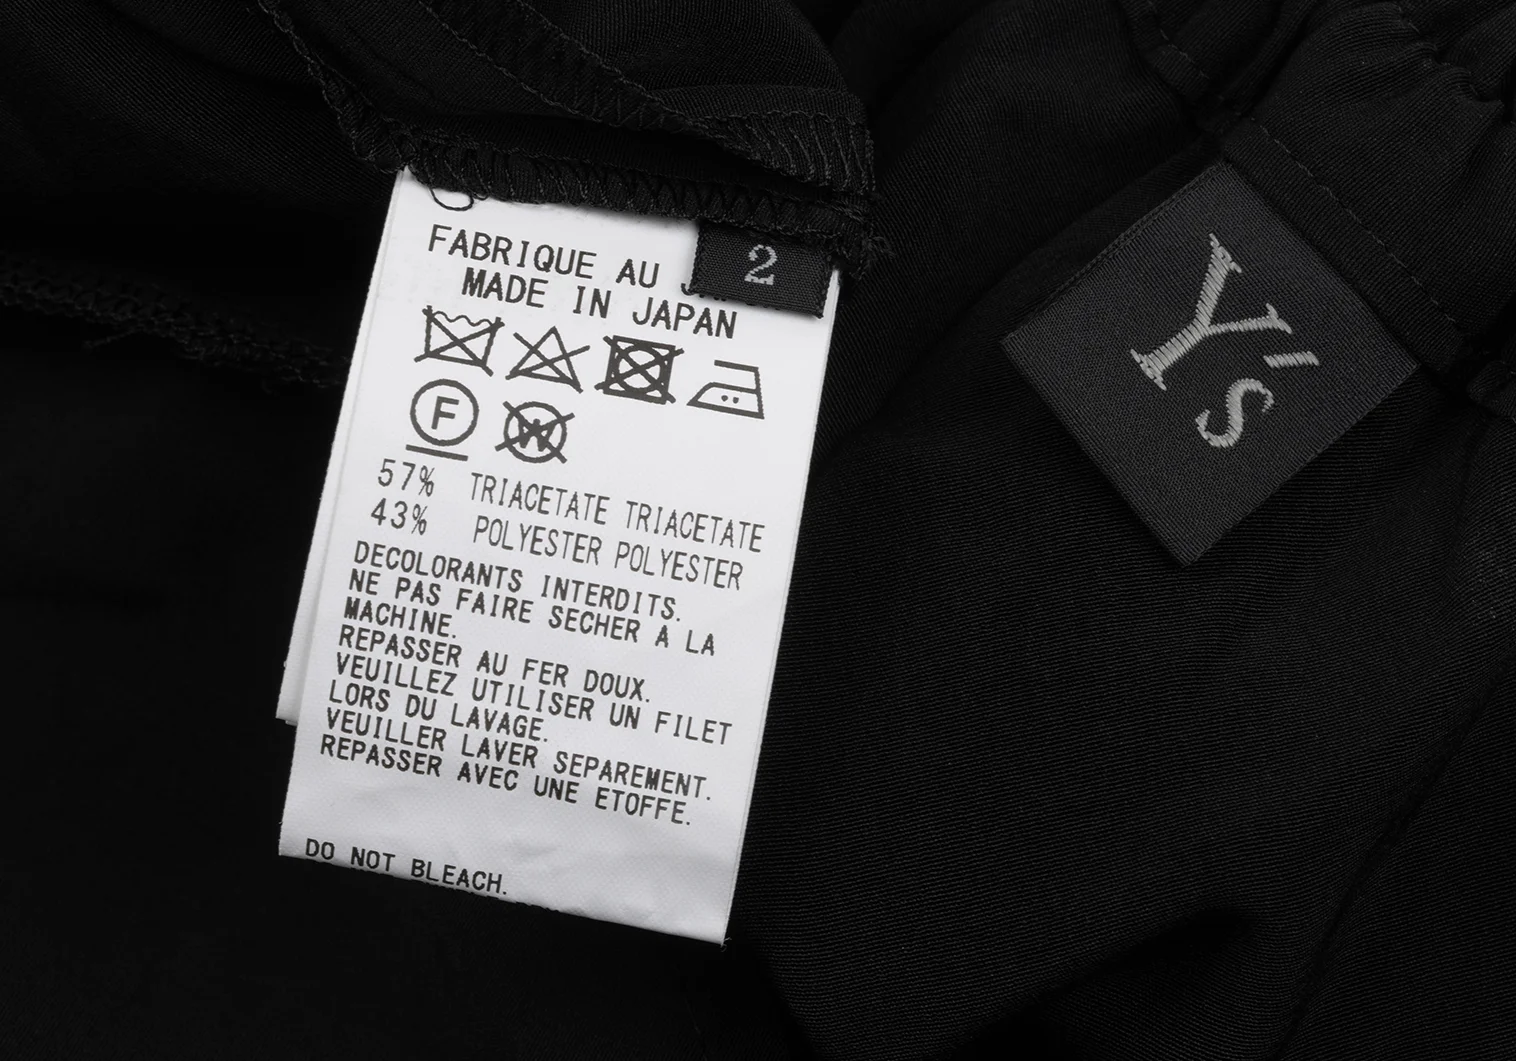 FABRIQUE AU
MADE IN JAPAN
F
W
57% TRIACETATE TRIACETATE
43% POLYESTER POLYESTER
DECOLORANTS INTERDITS.
NE PAS FAIRE SECHER A LA
MACHINE.
REPASSER AU FER DOUX.
VEUILLEZ UTILISER UN FILET
LORS DU LAVAGE.
VEUILLER LAVER SEPAREMENT.
REPASSER AVEC UNE ETOFFE.
DO NOT BLEACH.
2
Y's